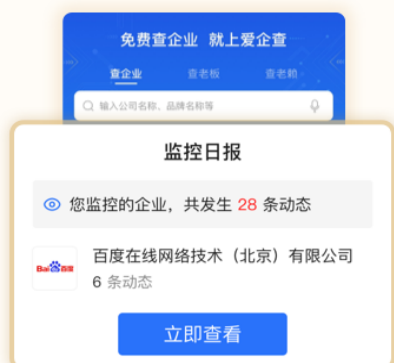 免费查企业 就上爱企查
查企业 查老板 查老赖
输入公司名称、品牌名称等
监控日报
您监控的企业，共发生 28 条动态
Bai百度
百度在线网络技术（北京）有限公司
6 条动态
立即查看